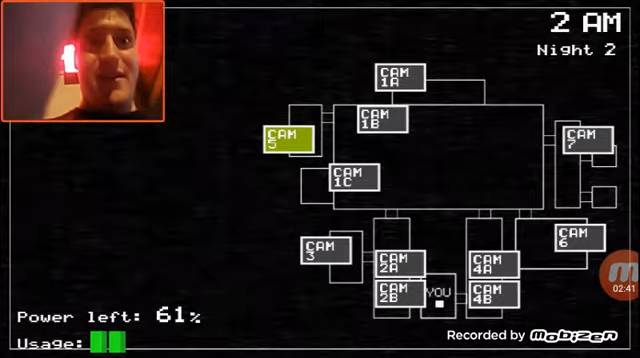 2 AM
Night 2
CAM
1A
CAM
1B
CAM
5
CAM
7
CAM
1C
CAM
6
CAM
3
CAM
2A
CAM
4A
CAM
2B
YOU
CAM
4B
02:41
Power left: 61%
Usage:
Recorded by mobizen